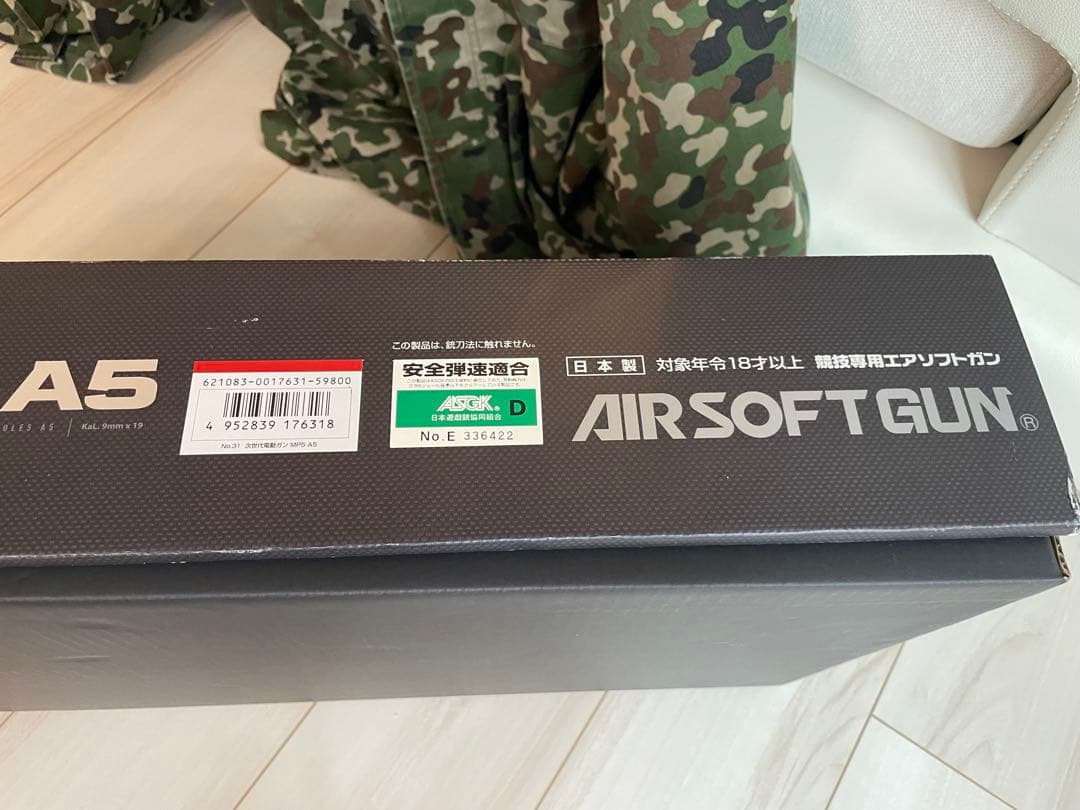 A5
OLES A5 | KaL. 9mm x 19
621083-0017631-59800
4 952839 176318
No.31 次世代電動ガン MP5 A5
この製品は、銃刀法に触れません。
安全弾速適合
ASGK® D
日本遊戯銃協同組合
No.E 336422
日本製 対象年令18才以上 競技専用エアソフトガン
AIRSOFT GUN®